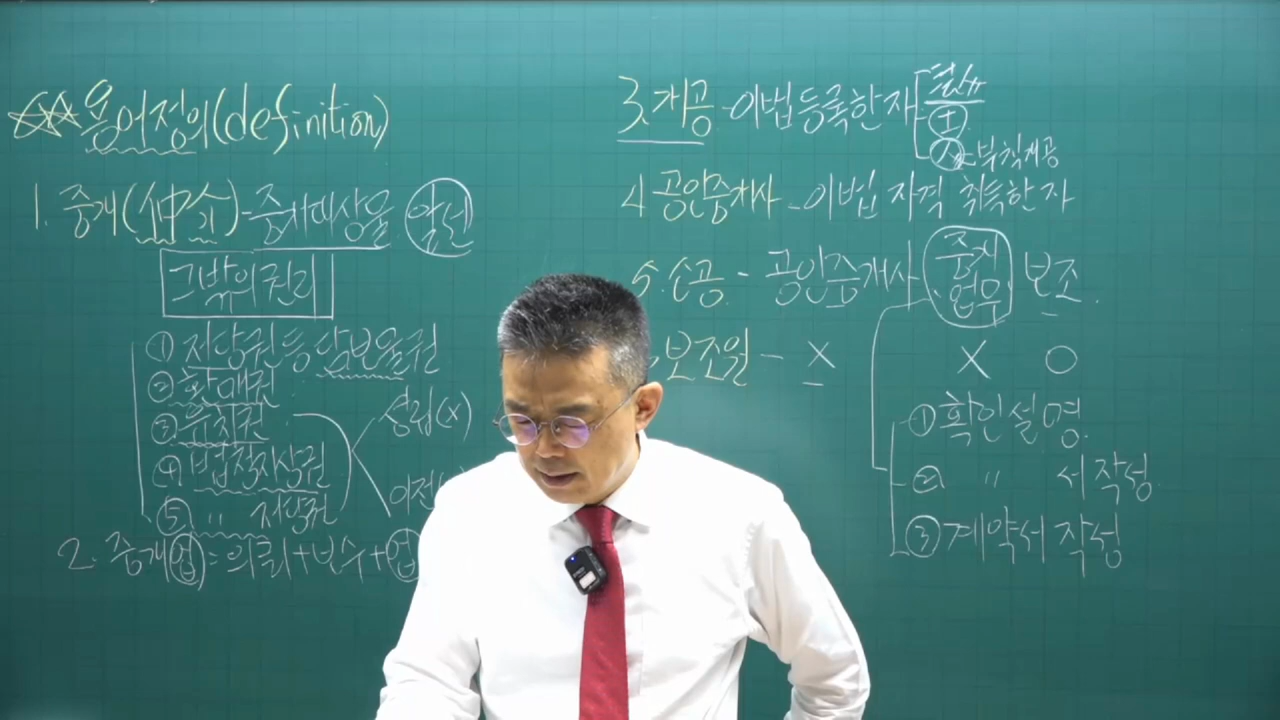 용어정의(definition)
1. 중개(仲介)-중개대상물 알선
그밖의권리
① 저당권등 담보물권
② 환매권
③ 유치권
④ 법정지상권
⑤ 〃 저당권
성립(x)
이전(
2. 중개업=의뢰+보수+업
3. 개공-이법등록한자
4 공인중개사-이법 자격 취득한자
5. 소공-공인중개사 중개업무 보조.
보조원-x x o
① 확인설명
② 〃 서작성
③ 계약서작성